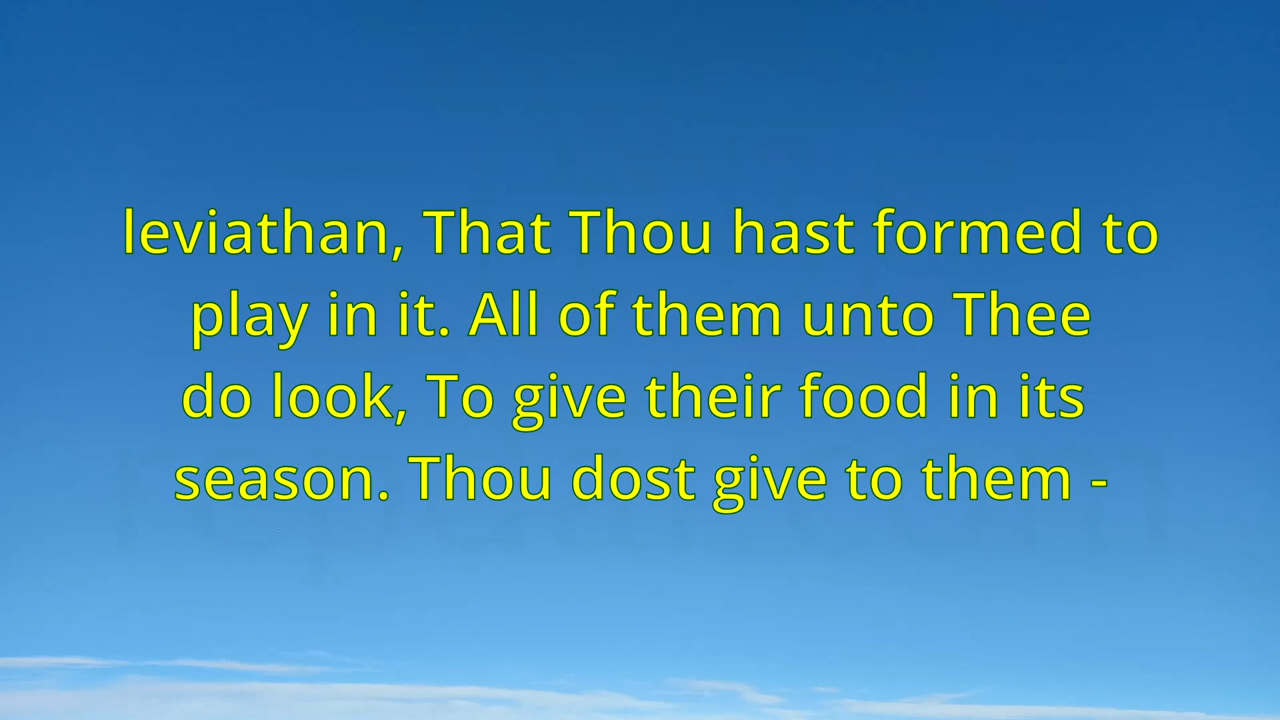 leviathan, That Thou hast formed to
play in it. All of them unto Thee
do look, To give their food in its
season. Thou dost give to them -